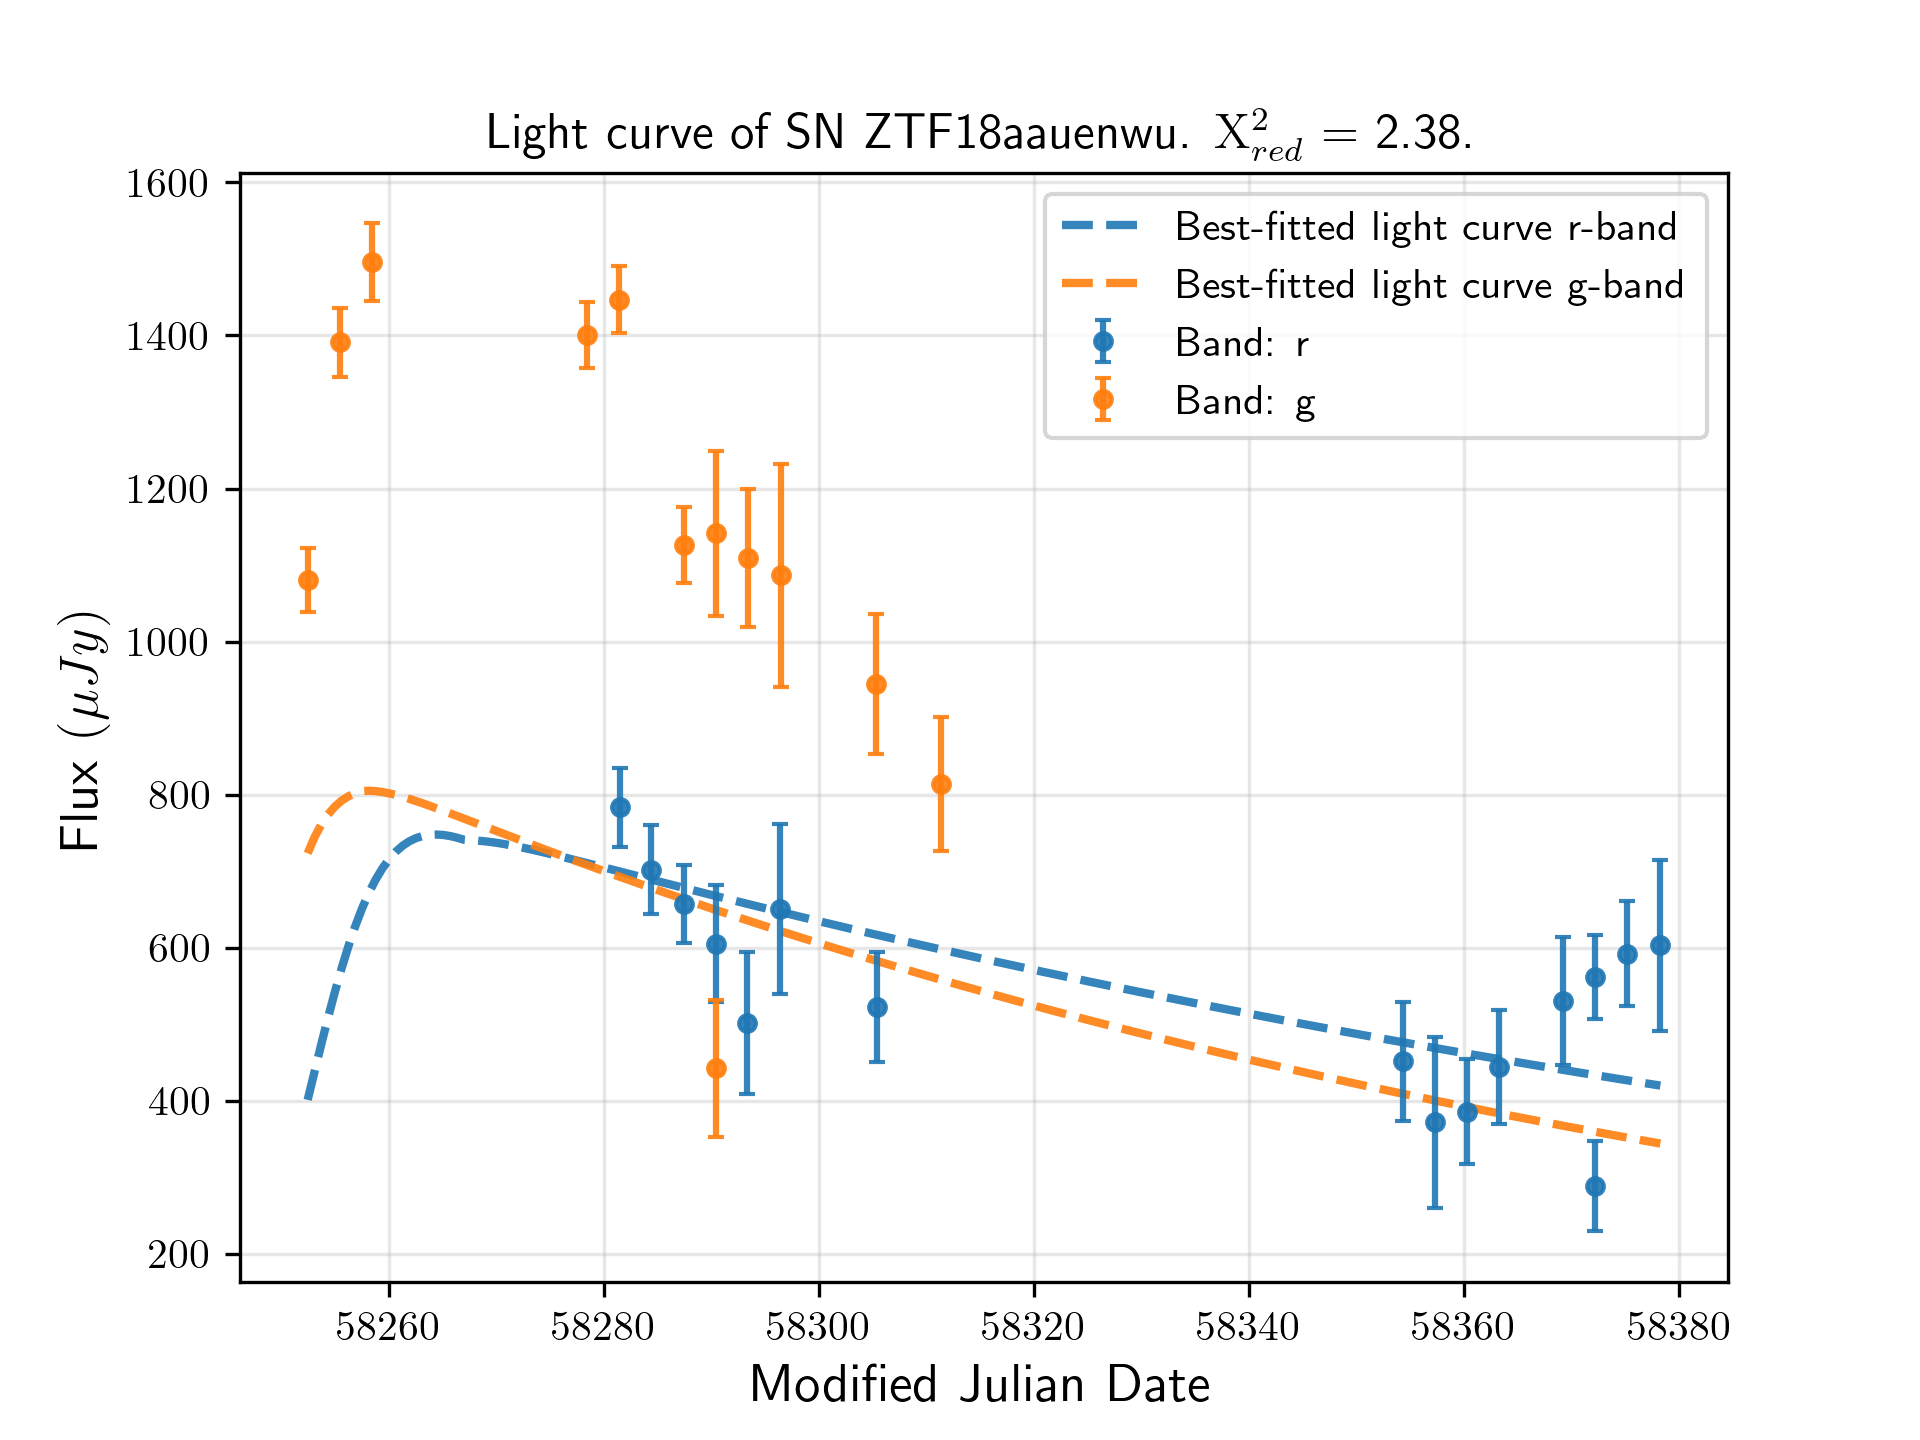 Light curve of SN ZTF18aauenwu. X²_red = 2.38.
1600
1400
1200
1000
800
600
400
200
Flux (μJy)
Best-fitted light curve r-band
Best-fitted light curve g-band
Band: r
Band: g
58260 58280 58300 58320 58340 58360 58380
Modified Julian Date